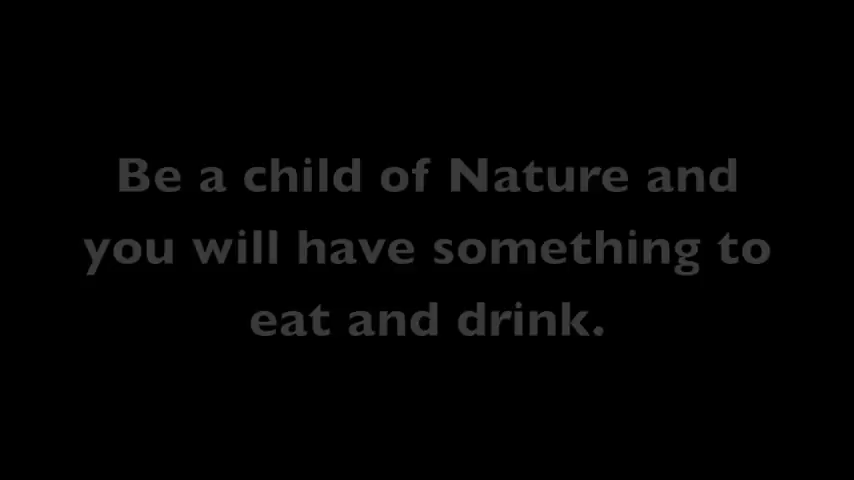 Be a child of Nature and
you will have something to
eat and drink.